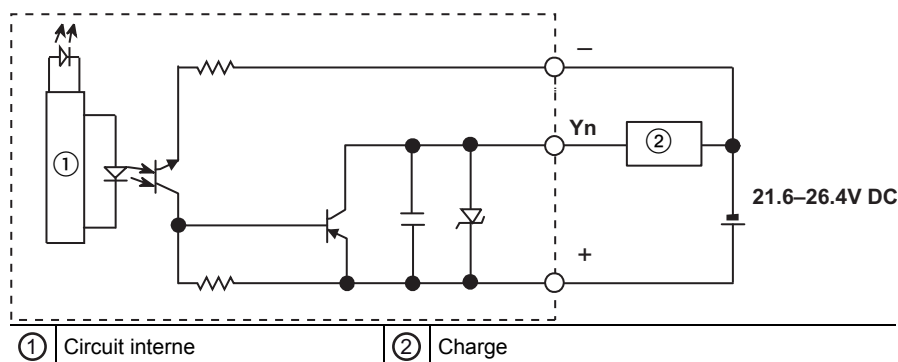 –
①
Yn
②
21.6–26.4V DC
+
① Circuit interne ② Charge